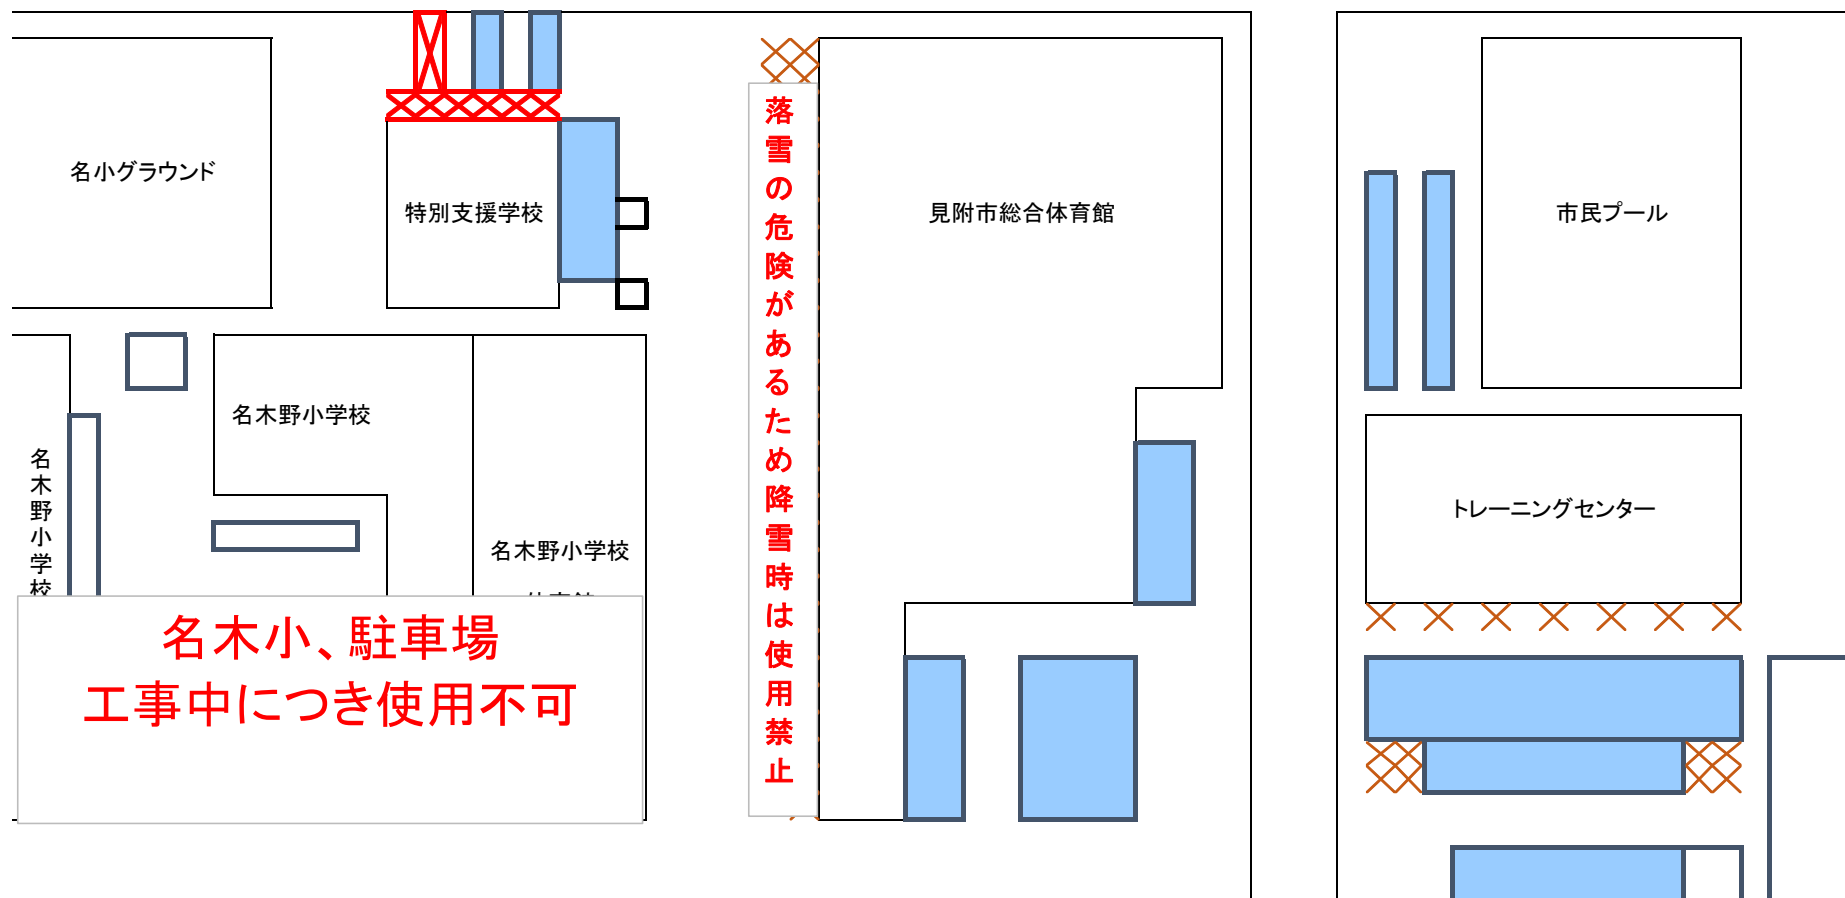 名小グラウンド
特別支援学校
落雪の危険があるため降雪時は使用禁止
見附市総合体育館
市民プール
名木野小学校
名木野小学校
名木野小学校
トレーニングセンター
名木小、駐車場
工事中につき使用不可